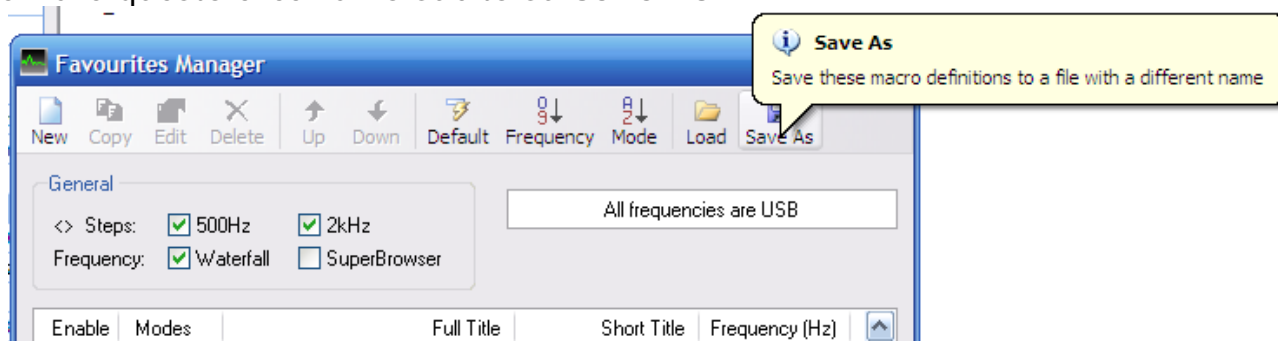 Save As
Save these macro definitions to a file with a different name
Favourites Manager
New Copy Edit Delete Up Down Default Frequency Mode Load Save As
General
<> Steps: 500Hz 2kHz
All frequencies are USB
Frequency: Waterfall SuperBrowser
Enable Modes Full Title Short Title Frequency (Hz)